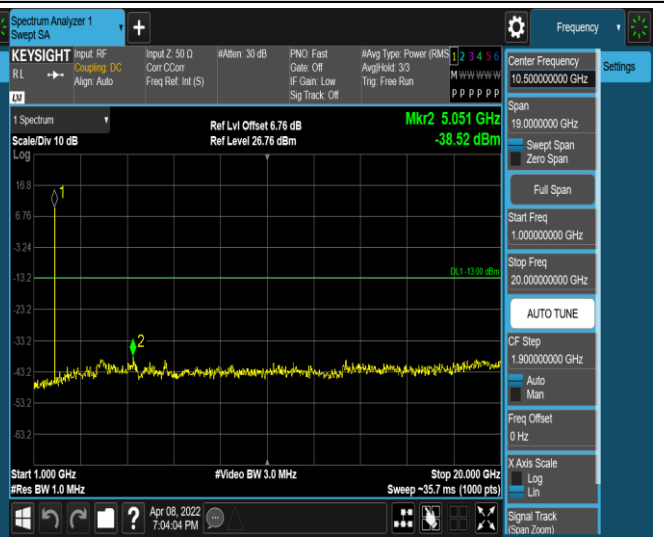 Spectrum Analyzer 1
Swept SA
Frequency
KEYSIGHT
RL
LXI
Input: RF
Coupling: DC
Align: Auto
Input Z: 50 Ω
Corr CCorr
Freq Ref: Int (S)
#Atten: 30 dB
PNO: Fast
Gate: Off
IF Gain: Low
Sig Track: Off
#Avg Type: Power (RMS
Avg|Hold: 3/3
Trig: Free Run
1 2 3 4 5 6
M W W W W W
P P P P P P
1 Spectrum
Scale/Div 10 dB
Log
Ref Lvl Offset 6.76 dB
Ref Level 26.76 dBm
Mkr2 5.051 GHz
-38.52 dBm
16.8
6.76
-3.24
-13.2
-23.2
-33.2
-43.2
-53.2
-63.2
1
2
DL1 -13.00 dBm
Start 1.000 GHz
#Res BW 1.0 MHz
#Video BW 3.0 MHz
Stop 20.000 GHz
Sweep ~35.7 ms (1000 pts)
?
Apr 08, 2022
7:04:04 PM
Center Frequency
10.500000000 GHz
Span
19.0000000 GHz
Swept Span
Zero Span
Full Span
Start Freq
1.000000000 GHz
Stop Freq
20.000000000 GHz
AUTO TUNE
CF Step
1.900000000 GHz
Auto
Man
Freq Offset
0 Hz
X Axis Scale
Log
Lin
Signal Track
(Span Zoom)
Settings